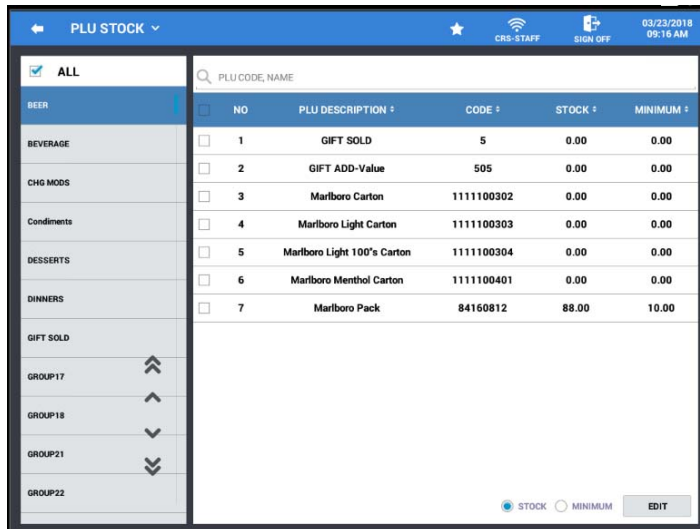 PLU STOCK
CRS-STAFF
SIGN OFF
03/23/2018
09:16 AM
ALL
BEER
BEVERAGE
CHG MODS
Condiments
DESSERTS
DINNERS
GIFT SOLD
GROUP17
GROUP18
GROUP21
GROUP22
PLU CODE, NAME
NO PLU DESCRIPTION CODE STOCK MINIMUM
1 GIFT SOLD 5 0.00 0.00
2 GIFT ADD-Value 505 0.00 0.00
3 Marlboro Carton 1111100302 0.00 0.00
4 Marlboro Light Carton 1111100303 0.00 0.00
5 Marlboro Light 100"s Carton 1111100304 0.00 0.00
6 Marlboro Menthol Carton 1111100401 0.00 0.00
7 Marlboro Pack 84160812 88.00 10.00
STOCK MINIMUM EDIT